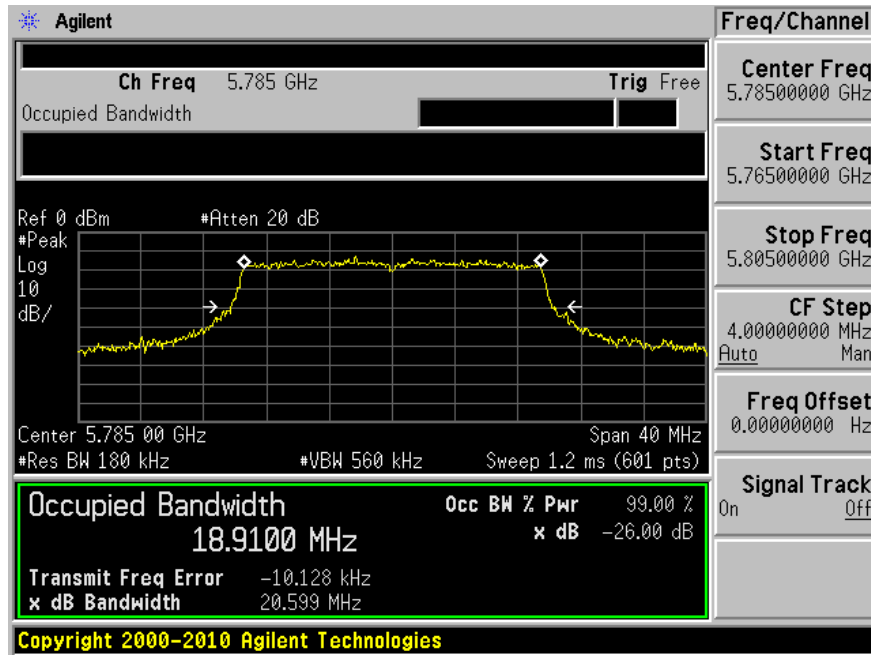 Agilent
Freq/Channel
Ch Freq 5.785 GHz Trig Free
Occupied Bandwidth
Center Freq
5.78500000 GHz
Start Freq
5.76500000 GHz
Stop Freq
5.80500000 GHz
CF Step
4.00000000 MHz
Auto Man
Freq Offset
0.00000000 Hz
Signal Track
On Off
Ref 0 dBm #Atten 20 dB
#Peak
Log
10
dB/
Center 5.785 00 GHz Span 40 MHz
#Res BW 180 kHz #VBW 560 kHz Sweep 1.2 ms (601 pts)
Occupied Bandwidth
18.9100 MHz
Occ BW % Pwr 99.00 %
x dB -26.00 dB
Transmit Freq Error -10.128 kHz
x dB Bandwidth 20.599 MHz
Copyright 2000-2010 Agilent Technologies